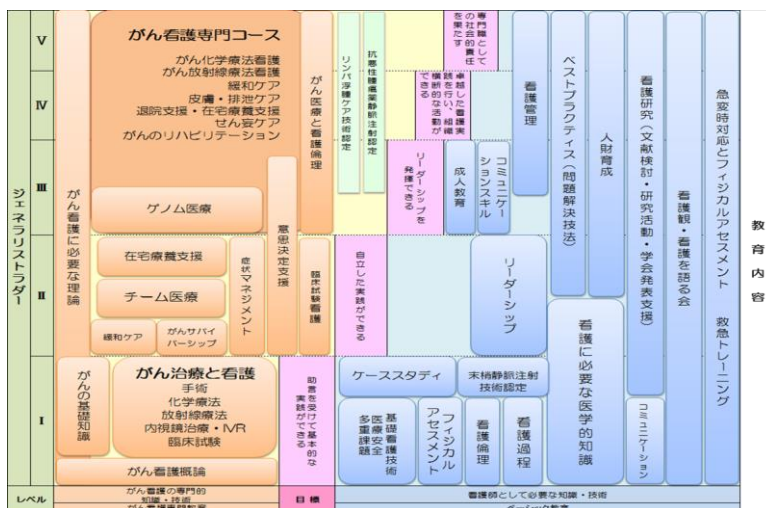 ジェネラリストラダー
Ⅴ
Ⅳ
Ⅲ
Ⅱ
Ⅰ
レベル
がん看護に必要な理論
がん看護専門コース
がん化学療法看護
がん放射線療法看護
緩和ケア
皮膚・排泄ケア
退院支援・在宅療養支援
せん妄ケア
がんのリハビリテーション
ゲノム医療
在宅療養支援
チーム医療
緩和ケア
がんサバイ
バーシップ
症状マネジメント
意思決定支援
がん医療と看護倫理
臨床試験看護
がんの基礎知識
がん治療と看護
手術
化学療法
放射線療法
内視鏡治療・IVR
臨床試験
がん看護概論
がん看護の専門的
知識・技術
がん看護専門教育
リンパ浮腫ケア技術認定
抗悪性腫瘍薬静脈注射認定
専門職として
の社会的責任
を果たす
卓越した看護実
践を行い、組織
横断的な活動が
できる
リーダーシップを
発揮できる
自立した実践ができる
助言を受けて基本的な
実践ができる
目標
成人教育
コミュニケー
ションスキル
看護管理
リーダーシップ
ケーススタディ
末梢静脈注射
技術認定
基礎看護技術
医療安全
多重課題
フィジカル
アセスメント
看護倫理
看護過程
ベストプラクティス（問題解決技法）
人財育成
看護に必要な医学的知識
看護研究（文献検討・研究活動・学会発表支援）
コミュニケーション
看護観・看護を語る会
急変時対応とフィジカルアセスメント　救急トレーニング
看護師として必要な知識・技術
ベーシック教育
教育内容